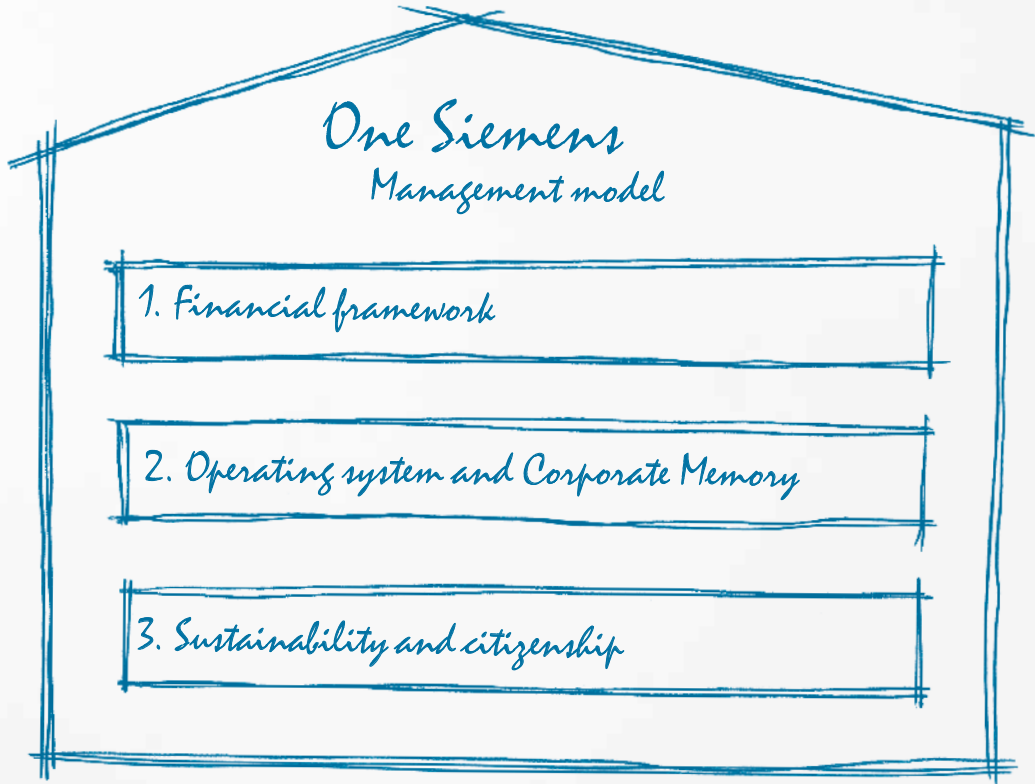 One Siemens
Management model
1. Financial framework
2. Operating system and Corporate Memory
3. Sustainability and citizenship